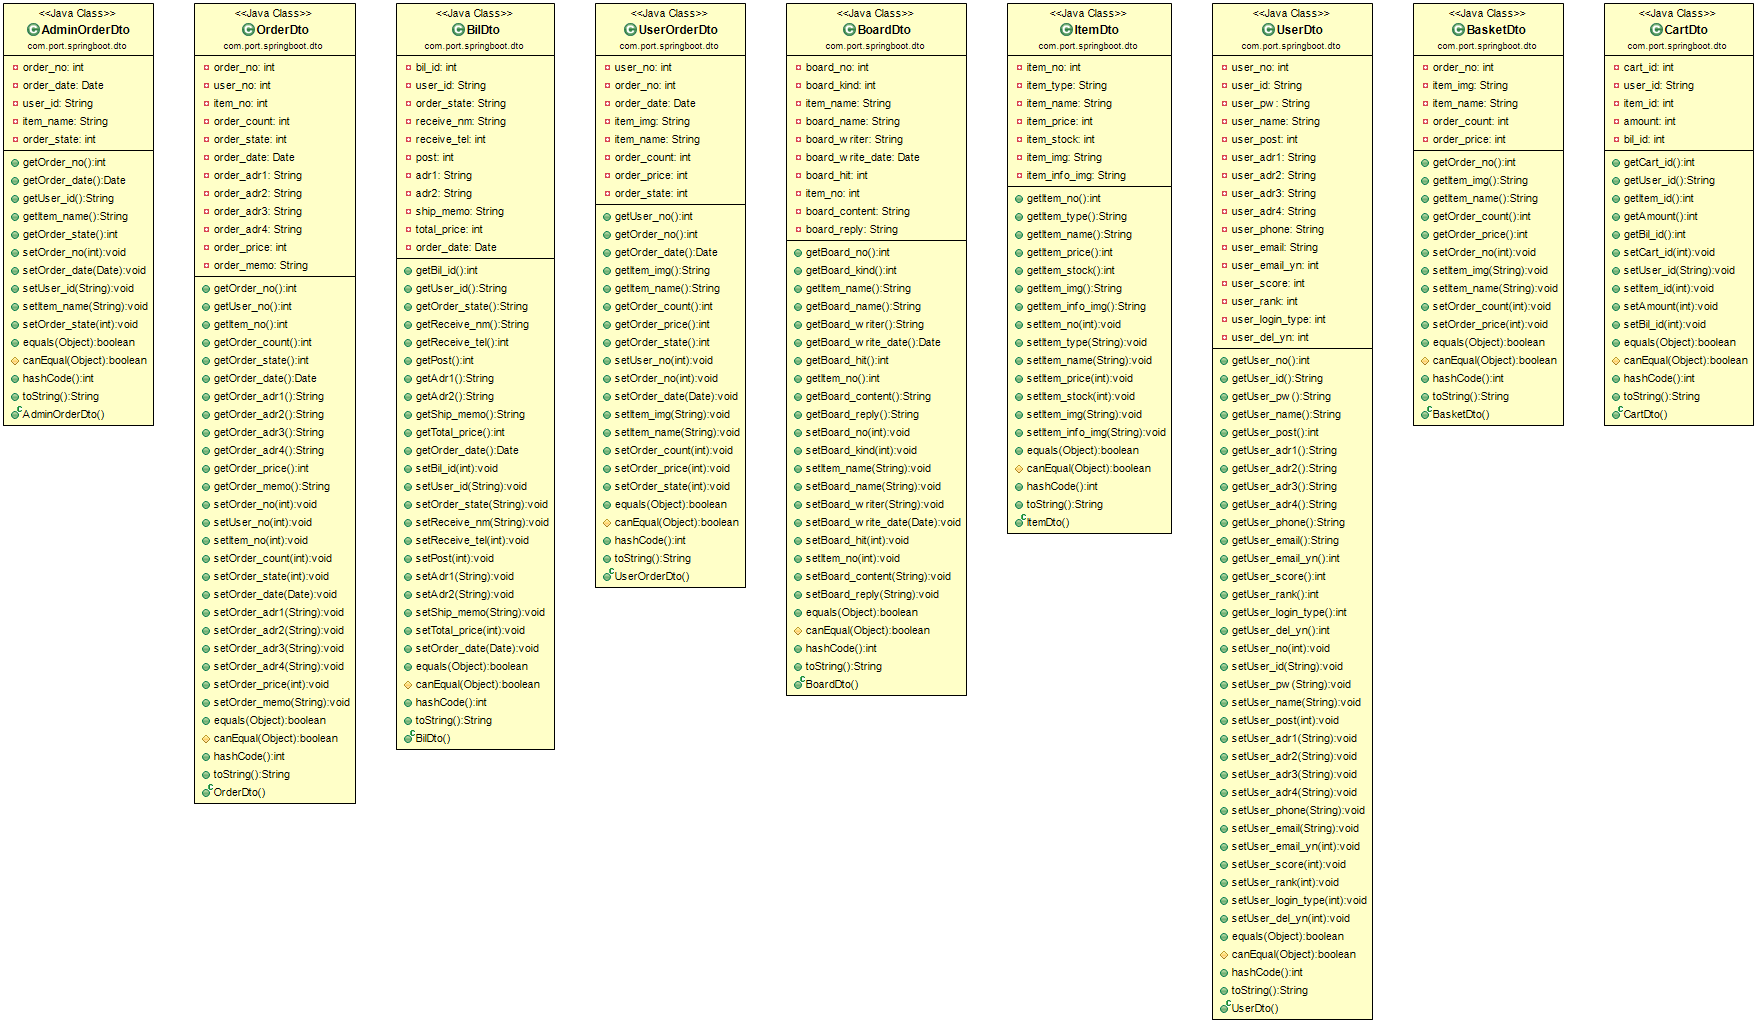 <<Java Class>>
AdminOrderDto
com.port.springboot.dto
order_no: int
order_date: Date
user_id: String
item_name: String
order_state: int
getOrder_no():int
getOrder_date():Date
getUser_id():String
getItem_name():String
getOrder_state():int
setOrder_no(int):void
setOrder_date(Date):void
setUser_id(String):void
setItem_name(String):void
setOrder_state(int):void
equals(Object):boolean
canEqual(Object):boolean
hashCode():int
toString():String
AdminOrderDto()
<<Java Class>>
OrderDto
com.port.springboot.dto
order_no: int
user_no: int
item_no: int
order_count: int
order_state: int
order_date: Date
order_adr1: String
order_adr2: String
order_adr3: String
order_adr4: String
order_price: int
order_memo: String
getOrder_no():int
getUser_no():int
getItem_no():int
getOrder_count():int
getOrder_state():int
getOrder_date():Date
getOrder_adr1():String
getOrder_adr2():String
getOrder_adr3():String
getOrder_adr4():String
getOrder_price():int
getOrder_memo():String
setOrder_no(int):void
setUser_no(int):void
setItem_no(int):void
setOrder_count(int):void
setOrder_state(int):void
setOrder_date(Date):void
setOrder_adr1(String):void
setOrder_adr2(String):void
setOrder_adr3(String):void
setOrder_adr4(String):void
setOrder_price(int):void
setOrder_memo(String):void
equals(Object):boolean
canEqual(Object):boolean
hashCode():int
toString():String
OrderDto()
<<Java Class>>
BilDto
com.port.springboot.dto
bil_id: int
user_id: String
order_state: String
receive_nm: String
receive_tel: int
post: int
adr1: String
adr2: String
ship_memo: String
total_price: int
order_date: Date
getBil_id():int
getUser_id():String
getOrder_state():String
getReceive_nm():String
getReceive_tel():int
getPost():int
getAdr1():String
getAdr2():String
getShip_memo():String
getTotal_price():int
getOrder_date():Date
setBil_id(int):void
setUser_id(String):void
setOrder_state(String):void
setReceive_nm(String):void
setReceive_tel(int):void
setPost(int):void
setAdr1(String):void
setAdr2(String):void
setShip_memo(String):void
setTotal_price(int):void
setOrder_date(Date):void
equals(Object):boolean
canEqual(Object):boolean
hashCode():int
toString():String
BilDto()
<<Java Class>>
UserOrderDto
com.port.springboot.dto
user_no: int
order_no: int
order_date: Date
item_img: String
item_name: String
order_count: int
order_price: int
order_state: int
getUser_no():int
getOrder_no():int
getOrder_date():Date
getItem_img():String
getItem_name():String
getOrder_count():int
getOrder_price():int
getOrder_state():int
setUser_no(int):void
setOrder_no(int):void
setOrder_date(Date):void
setItem_img(String):void
setItem_name(String):void
setOrder_count(int):void
setOrder_price(int):void
setOrder_state(int):void
equals(Object):boolean
canEqual(Object):boolean
hashCode():int
toString():String
UserOrderDto()
<<Java Class>>
BoardDto
com.port.springboot.dto
board_no: int
board_kind: int
item_name: String
board_name: String
board_writer: String
board_write_date: Date
board_hit: int
item_no: int
board_content: String
board_reply: String
getBoard_no():int
getBoard_kind():int
getItem_name():String
getBoard_name():String
getBoard_writer():String
getBoard_write_date():Date
getBoard_hit():int
getItem_no():int
getBoard_content():String
getBoard_reply():String
setBoard_no(int):void
setBoard_kind(int):void
setItem_name(String):void
setBoard_name(String):void
setBoard_writer(String):void
setBoard_write_date(Date):void
setBoard_hit(int):void
setItem_no(int):void
setBoard_content(String):void
setBoard_reply(String):void
equals(Object):boolean
canEqual(Object):boolean
hashCode():int
toString():String
BoardDto()
<<Java Class>>
ItemDto
com.port.springboot.dto
item_no: int
item_type: String
item_name: String
item_price: int
item_stock: int
item_img: String
item_info_img: String
getItem_no():int
getItem_type():String
getItem_name():String
getItem_price():int
getItem_stock():int
getItem_img():String
getItem_info_img():String
setItem_no(int):void
setItem_type(String):void
setItem_name(String):void
setItem_price(int):void
setItem_stock(int):void
setItem_img(String):void
setItem_info_img(String):void
equals(Object):boolean
canEqual(Object):boolean
hashCode():int
toString():String
ItemDto()
<<Java Class>>
UserDto
com.port.springboot.dto
user_no: int
user_id: String
user_pw: String
user_name: String
user_post: int
user_adr1: String
user_adr2: String
user_adr3: String
user_adr4: String
user_phone: String
user_email: String
user_email_yn: int
user_score: int
user_rank: int
user_login_type: int
user_del_yn: int
getUser_no():int
getUser_id():String
getUser_pw():String
getUser_name():String
getUser_post():int
getUser_adr1():String
getUser_adr2():String
getUser_adr3():String
getUser_adr4():String
getUser_phone():String
getUser_email():String
getUser_email_yn():int
getUser_score():int
getUser_rank():int
getUser_login_type():int
getUser_del_yn():int
setUser_no(int):void
setUser_id(String):void
setUser_pw(String):void
setUser_name(String):void
setUser_post(int):void
setUser_adr1(String):void
setUser_adr2(String):void
setUser_adr3(String):void
setUser_adr4(String):void
setUser_phone(String):void
setUser_email(String):void
setUser_email_yn(int):void
setUser_score(int):void
setUser_rank(int):void
setUser_login_type(int):void
setUser_del_yn(int):void
equals(Object):boolean
canEqual(Object):boolean
hashCode():int
toString():String
UserDto()
<<Java Class>>
BasketDto
com.port.springboot.dto
order_no: int
item_img: String
item_name: String
order_count: int
order_price: int
getOrder_no():int
getItem_img():String
getItem_name():String
getOrder_count():int
getOrder_price():int
setOrder_no(int):void
setItem_img(String):void
setItem_name(String):void
setOrder_count(int):void
setOrder_price(int):void
equals(Object):boolean
canEqual(Object):boolean
hashCode():int
toString():String
BasketDto()
<<Java Class>>
CartDto
com.port.springboot.dto
cart_id: int
user_id: String
item_id: int
amount: int
bil_id: int
getCart_id():int
getUser_id():String
getItem_id():int
getAmount():int
getBil_id():int
setCart_id(int):void
setUser_id(String):void
setItem_id(int):void
setAmount(int):void
setBil_id(int):void
equals(Object):boolean
canEqual(Object):boolean
hashCode():int
toString():String
CartDto()